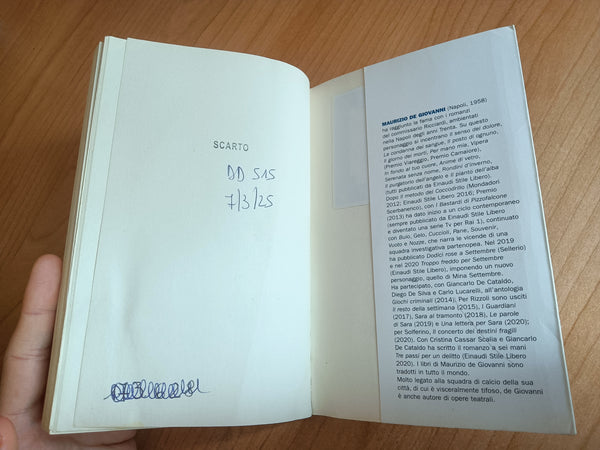 SCARTO
DD 515
7/3/25
MAURIZIO DE GIOVANNI (Napoli, 1958)
ha raggiunto la fama con i romanzi
del commissario Ricciardi, ambientati
nella Napoli degli anni Trenta. Su questo
personaggio si incentrano Il senso del dolore,
La condanna del sangue, Il posto di ognuno,
Il giorno dei morti, Per mano mia, Vipera
(Premio Viareggio, Premio Camaiore),
In fondo al tuo cuore, Anime di vetro,
Serenata senza nome, Rondini d'inverno,
Il purgatorio dell'angelo e Il pianto dell'alba
(tutti pubblicati da Einaudi Stile Libero).
Dopo Il metodo del Coccodrillo (Mondadori
2012; Einaudi Stile Libero 2016; Premio
Scerbanenco), con I Bastardi di Pizzofalcone
(2013) ha dato inizio a un ciclo contemporaneo
(sempre pubblicato da Einaudi Stile Libero
e diventato una serie Tv per Rai 1), continuato
con Buio, Gelo, Cuccioli, Pane, Souvenir,
Vuoto e Nozze, che narra le vicende di una
squadra investigativa partenopea. Nel 2019
ha pubblicato Dodici rose a Settembre (Sellerio)
e nel 2020 Troppo freddo per Settembre
(Einaudi Stile Libero), imponendo un nuovo
personaggio, quello di Mina Settembre.
Ha partecipato, con Giancarlo De Cataldo,
Diego De Silva e Carlo Lucarelli, all'antologia
Giochi criminali (2014). Per Rizzoli sono usciti
Il resto della settimana (2015), I Guardiani
(2017), Sara al tramonto (2018), Le parole
di Sara (2019) e Una lettera per Sara (2020);
per Solferino, Il concerto dei destini fragili
(2020). Con Cristina Cassar Scalia e Giancarlo
De Cataldo ha scritto il romanzo a sei mani
Tre passi per un delitto (Einaudi Stile Libero
2020). I libri di Maurizio de Giovanni sono
tradotti in tutto il mondo.
Molto legato alla squadra di calcio della sua
città, di cui è visceralmente tifoso, de Giovanni
è anche autore di opere teatrali.